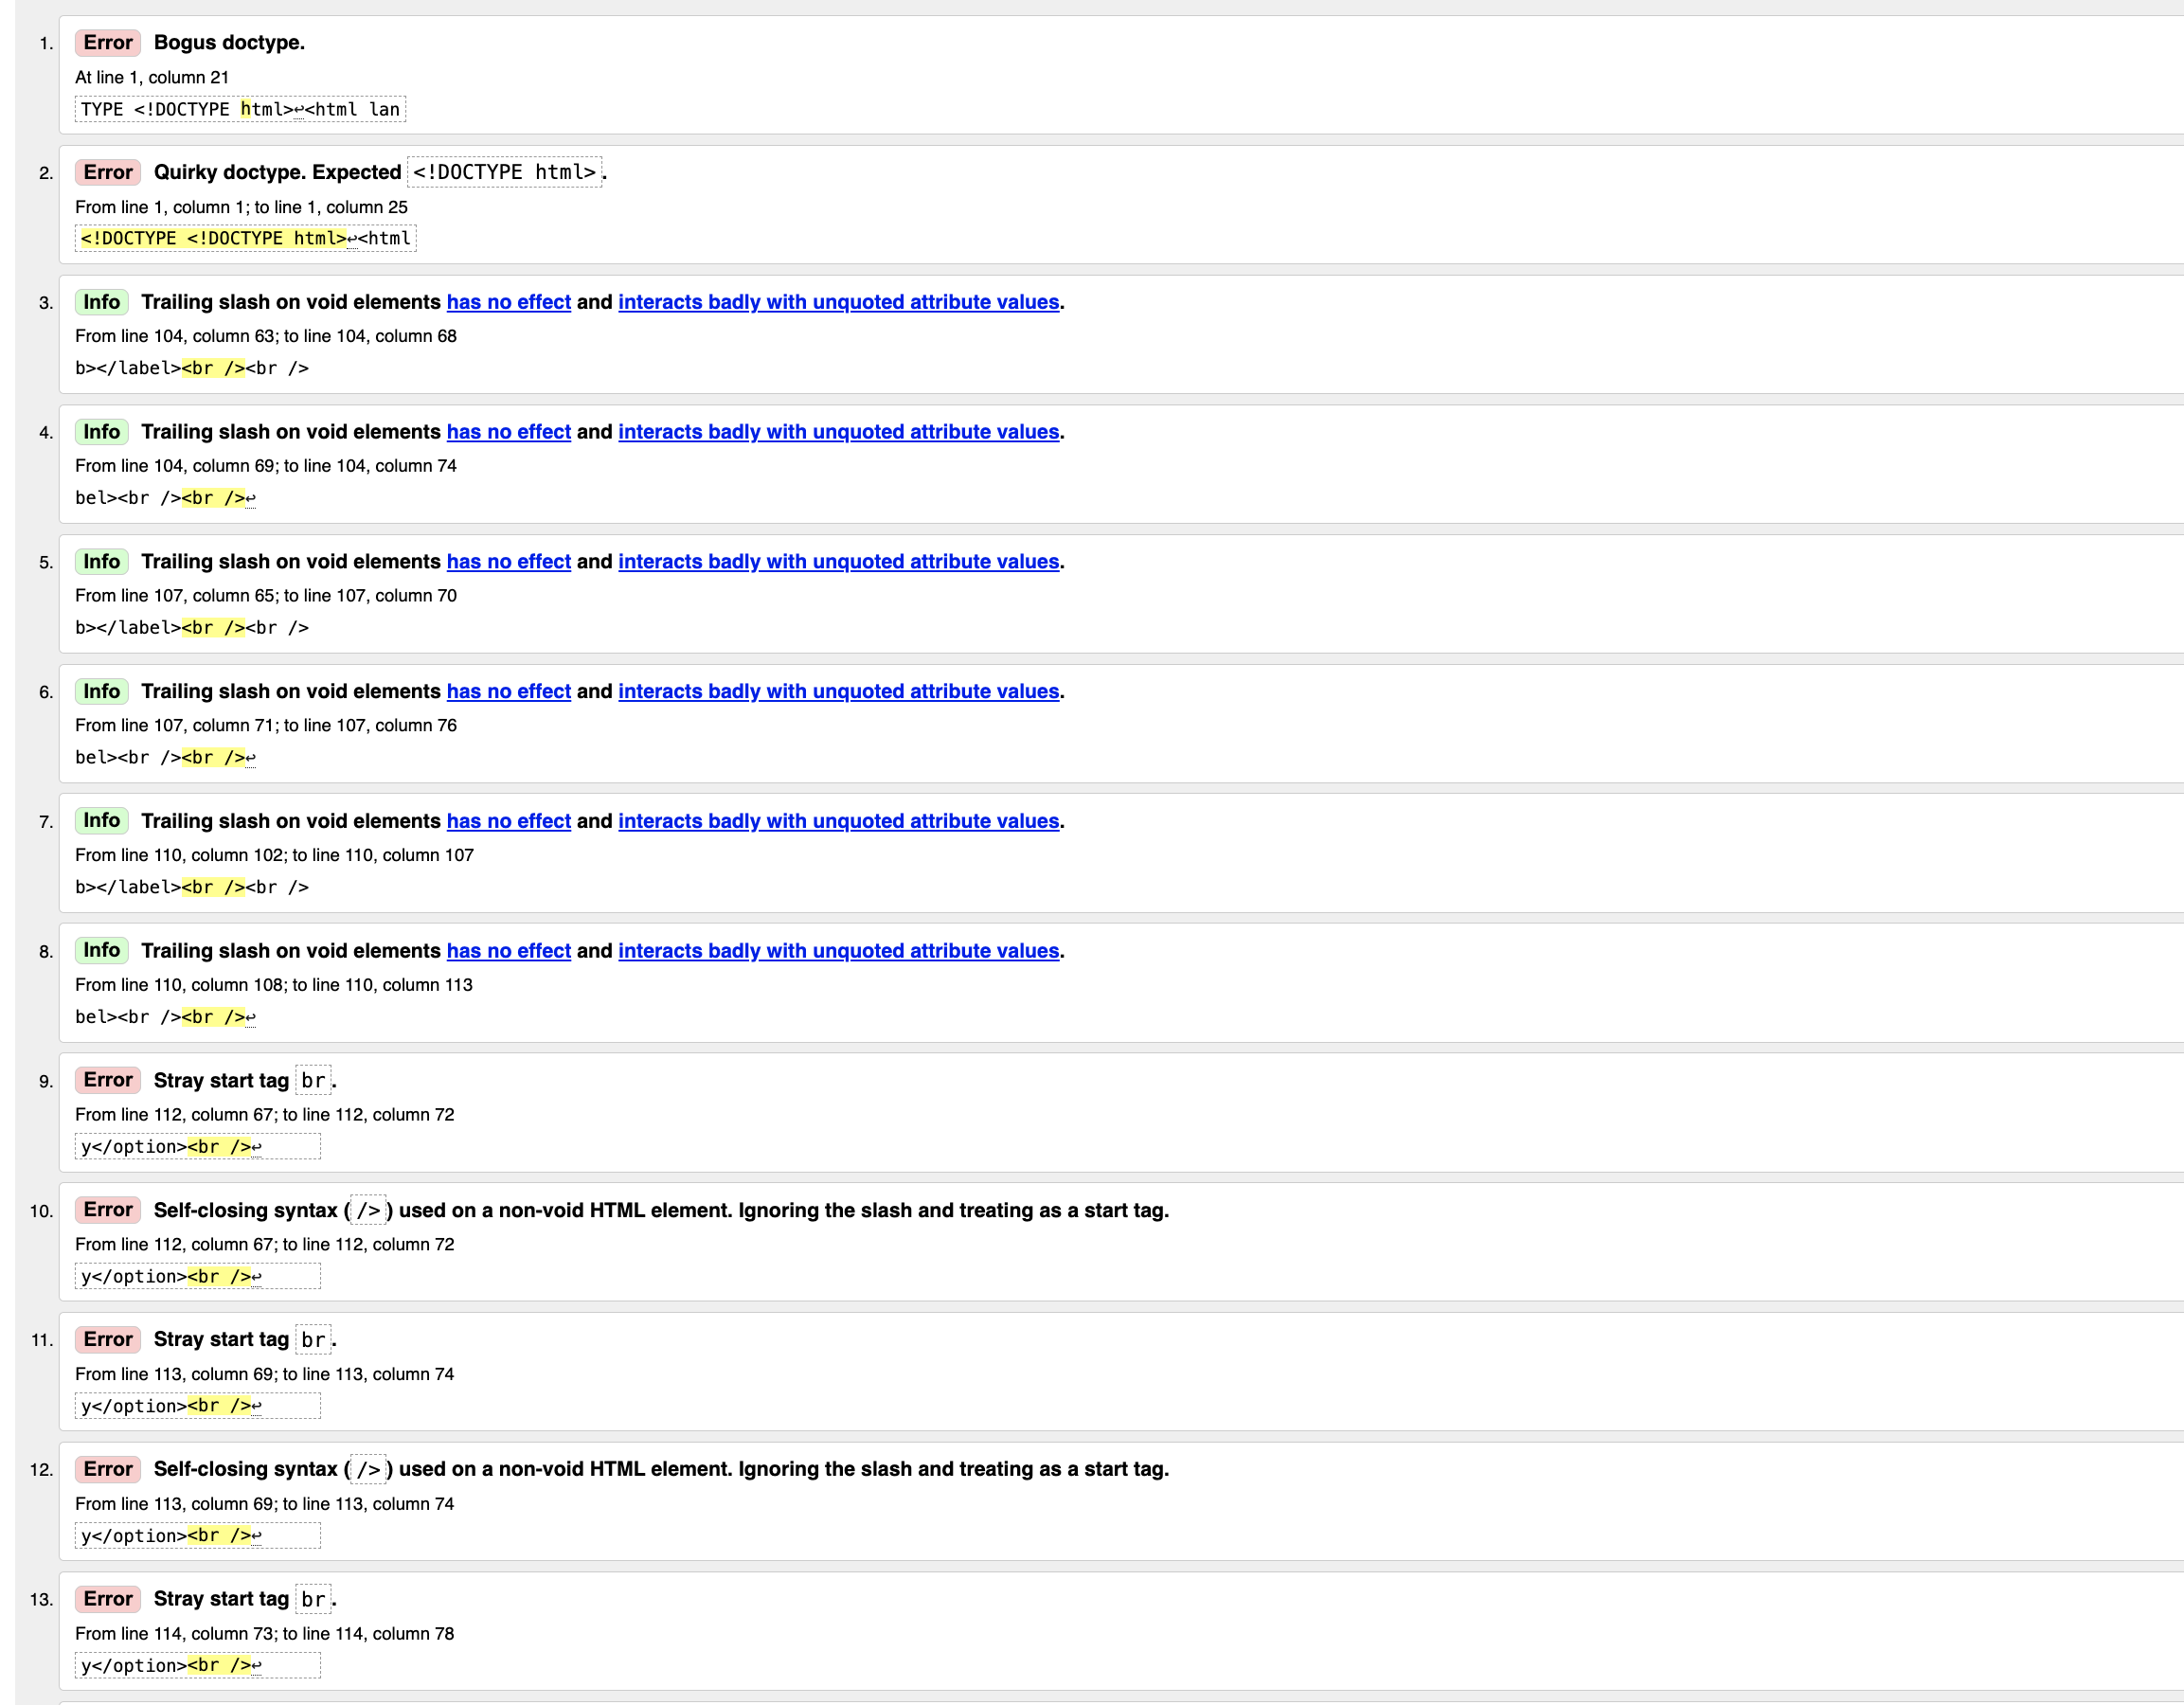 1. Error Bogus doctype.
At line 1, column 21
TYPE <!DOCTYPE html>↩<html lan
2. Error Quirky doctype. Expected <!DOCTYPE html>.
From line 1, column 1; to line 1, column 25
<!DOCTYPE <!DOCTYPE html>↩<html
3. Info Trailing slash on void elements has no effect and interacts badly with unquoted attribute values.
From line 104, column 63; to line 104, column 68
b></label><br /><br />
4. Info Trailing slash on void elements has no effect and interacts badly with unquoted attribute values.
From line 104, column 69; to line 104, column 74
bel><br /><br />↩
5. Info Trailing slash on void elements has no effect and interacts badly with unquoted attribute values.
From line 107, column 65; to line 107, column 70
b></label><br /><br />
6. Info Trailing slash on void elements has no effect and interacts badly with unquoted attribute values.
From line 107, column 71; to line 107, column 76
bel><br /><br />↩
7. Info Trailing slash on void elements has no effect and interacts badly with unquoted attribute values.
From line 110, column 102; to line 110, column 107
b></label><br /><br />
8. Info Trailing slash on void elements has no effect and interacts badly with unquoted attribute values.
From line 110, column 108; to line 110, column 113
bel><br /><br />↩
9. Error Stray start tag br.
From line 112, column 67; to line 112, column 72
y</option><br />↩
10. Error Self-closing syntax (/>) used on a non-void HTML element. Ignoring the slash and treating as a start tag.
From line 112, column 67; to line 112, column 72
y</option><br />↩
11. Error Stray start tag br.
From line 113, column 69; to line 113, column 74
y</option><br />↩
12. Error Self-closing syntax (/>) used on a non-void HTML element. Ignoring the slash and treating as a start tag.
From line 113, column 69; to line 113, column 74
y</option><br />↩
13. Error Stray start tag br.
From line 114, column 73; to line 114, column 78
y</option><br />↩